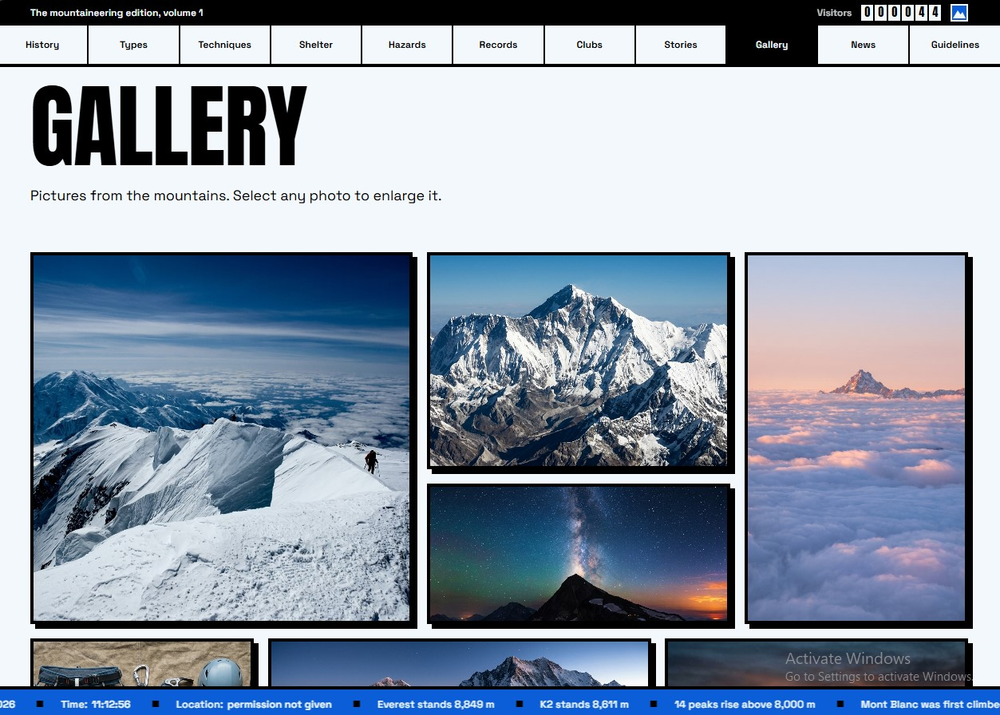 The mountaineering edition, volume 1
Visitors 000044
History Types Techniques Shelter Hazards Records Clubs Stories Gallery News Guidelines
GALLERY
Pictures from the mountains. Select any photo to enlarge it.
Activate Windows
Go to Settings to activate Windows.
026 ■ Time: 11:12:56 ■ Location: permission not given ■ Everest stands 8,849 m ■ K2 stands 8,611 m ■ 14 peaks rise above 8,000 m ■ Mont Blanc was first climbe